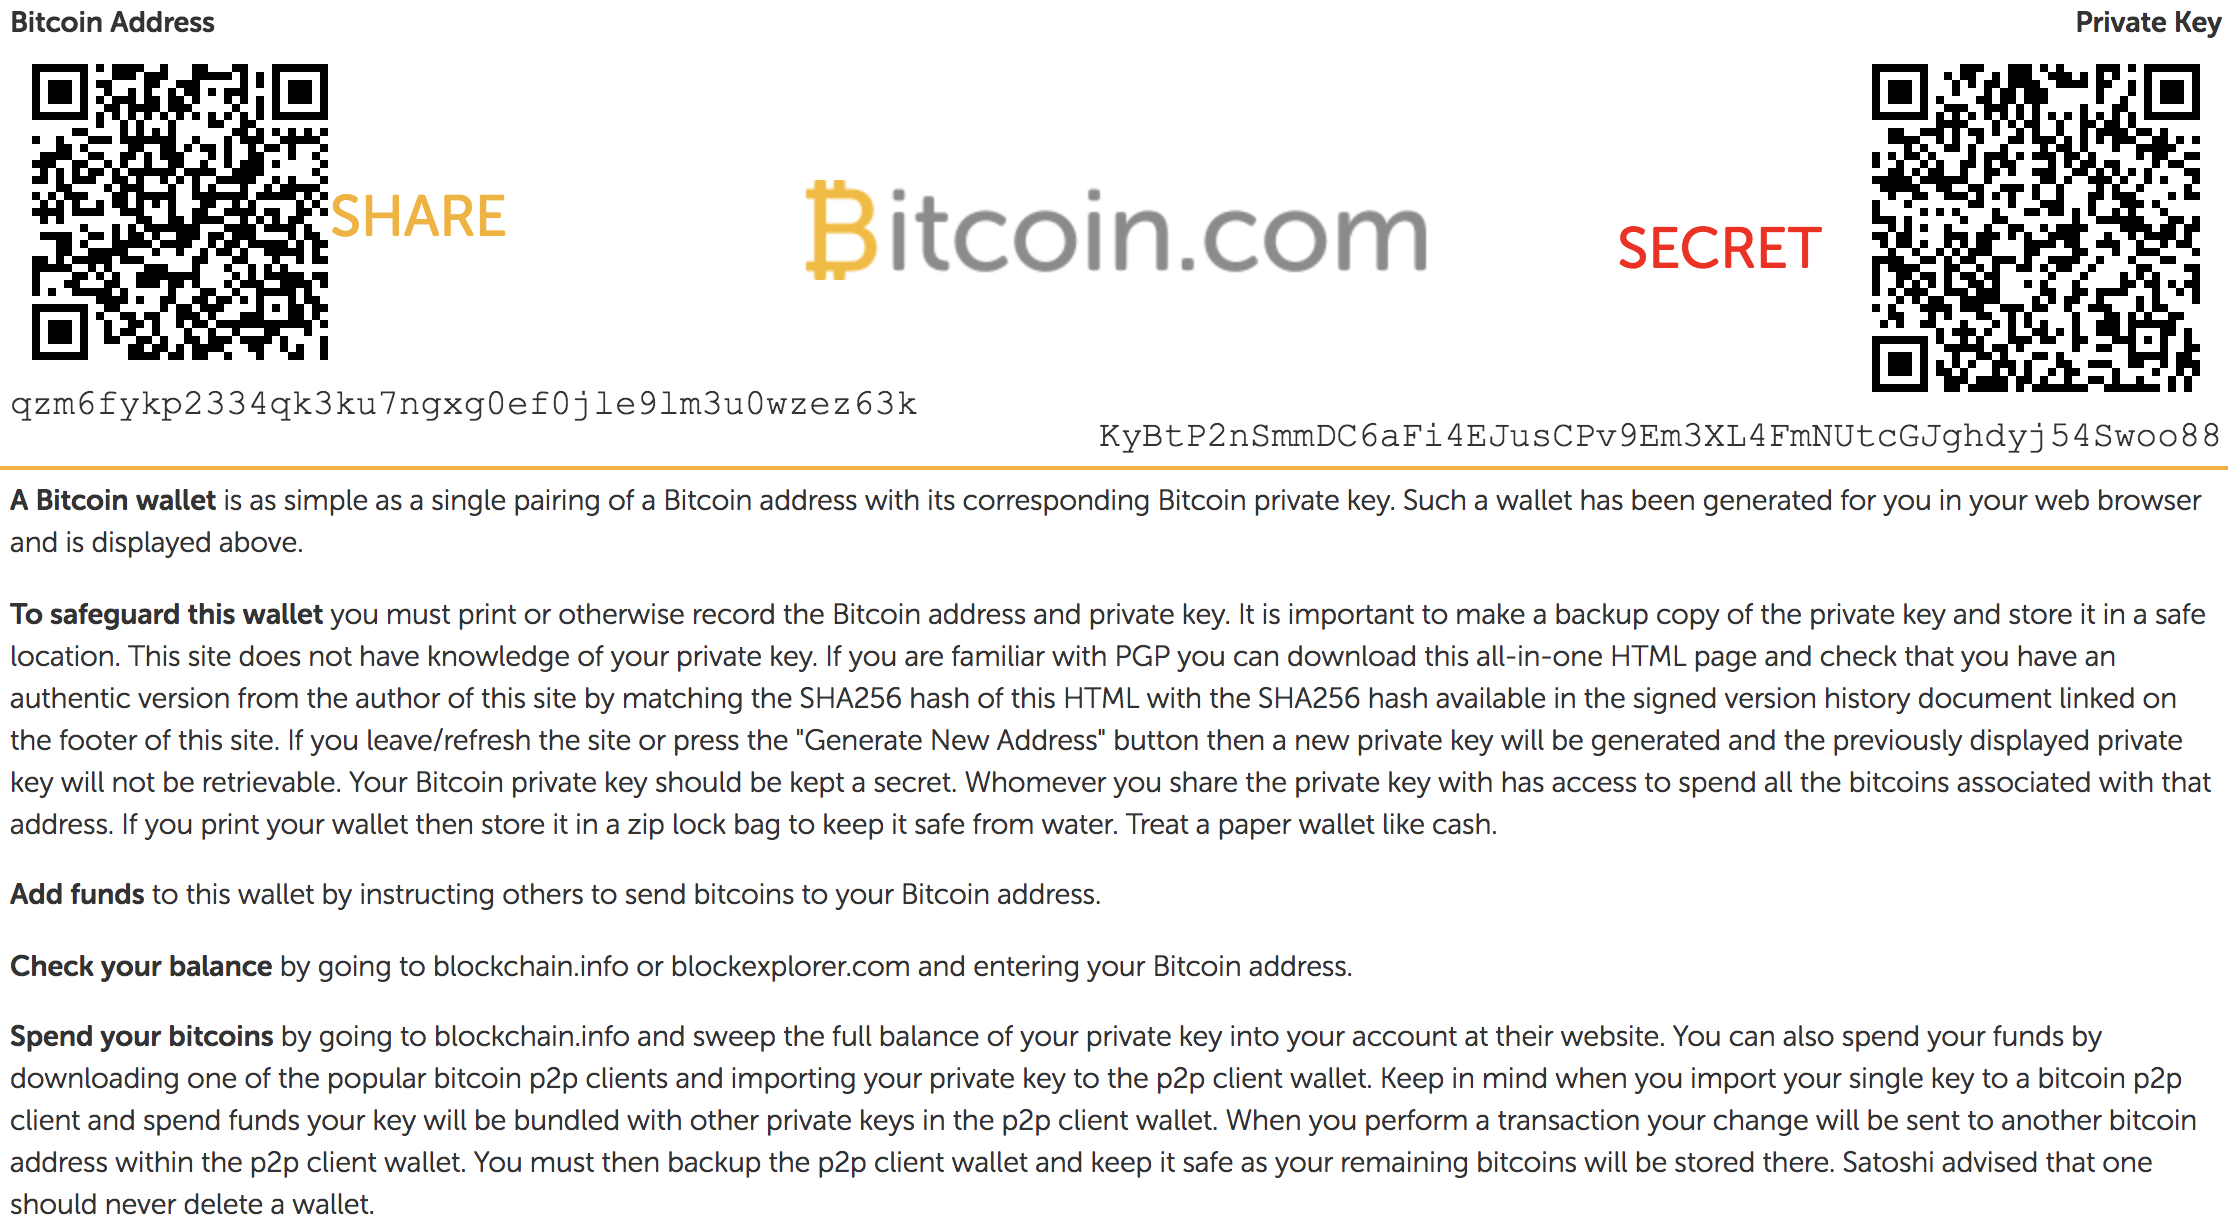 Bitcoin Address
Private Key
SHARE
Bitcoin.com
SECRET
qzm6fykp2334qk3ku7ngxg0ef0jle9lm3u0wzez63k
KyBtP2nSmmDC6aFi4EJusCPv9Em3XL4FmNUtcGJghdyj54Swoo88
A Bitcoin wallet is as simple as a single pairing of a Bitcoin address with its corresponding Bitcoin private key. Such a wallet has been generated for you in your web browser
and is displayed above.
To safeguard this wallet you must print or otherwise record the Bitcoin address and private key. It is important to make a backup copy of the private key and store it in a safe
location. This site does not have knowledge of your private key. If you are familiar with PGP you can download this all-in-one HTML page and check that you have an
authentic version from the author of this site by matching the SHA256 hash of this HTML with the SHA256 hash available in the signed version history document linked on
the footer of this site. If you leave/refresh the site or press the "Generate New Address" button then a new private key will be generated and the previously displayed private
key will not be retrievable. Your Bitcoin private key should be kept a secret. Whomever you share the private key with has access to spend all the bitcoins associated with that
address. If you print your wallet then store it in a zip lock bag to keep it safe from water. Treat a paper wallet like cash.
Add funds to this wallet by instructing others to send bitcoins to your Bitcoin address.
Check your balance by going to blockchain.info or blockexplorer.com and entering your Bitcoin address.
Spend your bitcoins by going to blockchain.info and sweep the full balance of your private key into your account at their website. You can also spend your funds by
downloading one of the popular bitcoin p2p clients and importing your private key to the p2p client wallet. Keep in mind when you import your single key to a bitcoin p2p
client and spend funds your key will be bundled with other private keys in the p2p client wallet. When you perform a transaction your change will be sent to another bitcoin
address within the p2p client wallet. You must then backup the p2p client wallet and keep it safe as your remaining bitcoins will be stored there. Satoshi advised that one
should never delete a wallet.